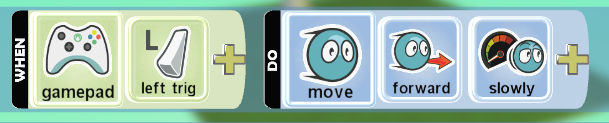 WHEN
gamepad
L
left trig
DO
move
forward
slowly